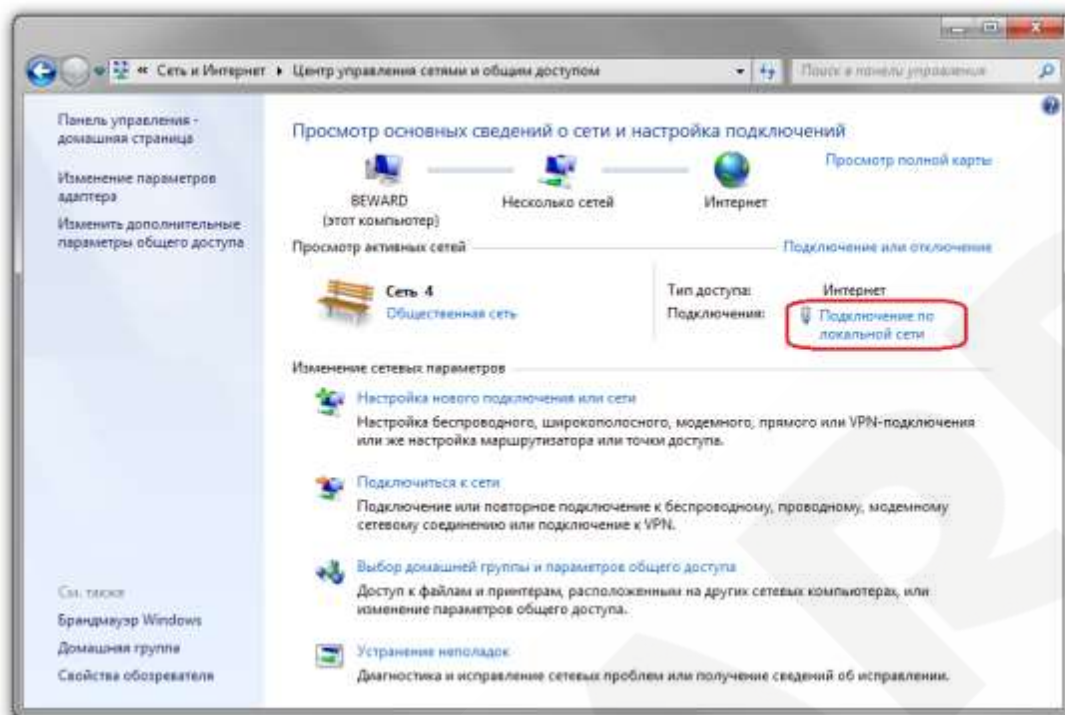 « Сеть и Интернет ▸ Центр управления сетями и общим доступом
Поиск в панели управления
Панель управления -
домашняя страница
Изменение параметров
адаптера
Изменить дополнительные
параметры общего доступа
См. также
Брандмауэр Windows
Домашняя группа
Свойства обозревателя
Просмотр основных сведений о сети и настройка подключений
Просмотр полной карты
BEWARD
(этот компьютер)
Несколько сетей
Интернет
Просмотр активных сетей
Подключение или отключение
Сеть 4
Общественная сеть
Тип доступа: Интернет
Подключения: Подключение по
локальной сети
Изменение сетевых параметров
Настройка нового подключения или сети
Настройка беспроводного, широкополосного, модемного, прямого или VPN-подключения
или же настройка маршрутизатора или точки доступа.
Подключиться к сети
Подключение или повторное подключение к беспроводному, проводному, модемному
сетевому соединению или подключение к VPN.
Выбор домашней группы и параметров общего доступа
Доступ к файлам и принтерам, расположенным на других сетевых компьютерах, или
изменение параметров общего доступа.
Устранение неполадок
Диагностика и исправление сетевых проблем или получение сведений об исправлении.